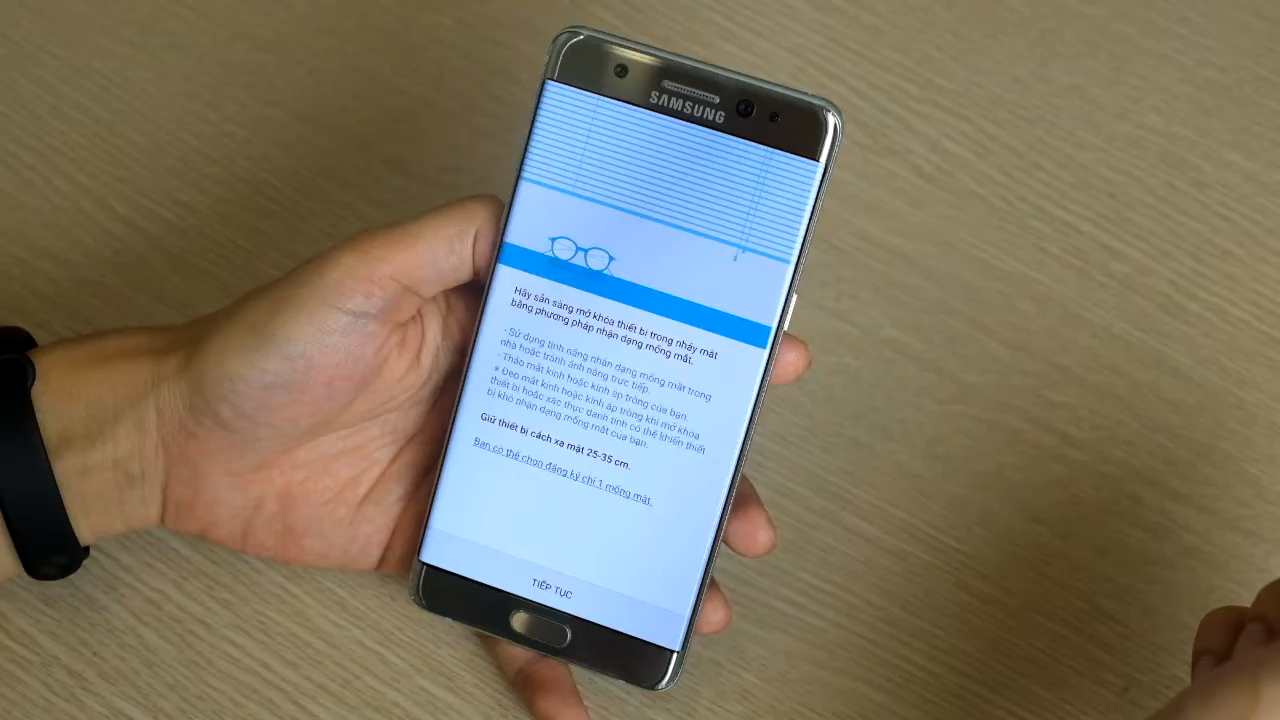 SAMSUNG
Hãy sẵn sàng mở khóa thiết bị trong nháy mắt
bằng phương pháp nhận dạng mống mắt.
- Sử dụng tính năng nhận dạng mống mắt trong
nhà hoặc tránh ánh nắng trực tiếp.
- Tháo mắt kính hoặc kính áp tròng của bạn.
※ Đeo mắt kính hoặc kính áp tròng khi mở khóa
thiết bị hoặc xác thực danh tính có thể khiến thiết
bị khó nhận dạng mống mắt của bạn.
Giữ thiết bị cách xa mặt 25-35 cm.
Bạn có thể chọn đăng ký chỉ 1 mống mắt.
TIẾP TỤC